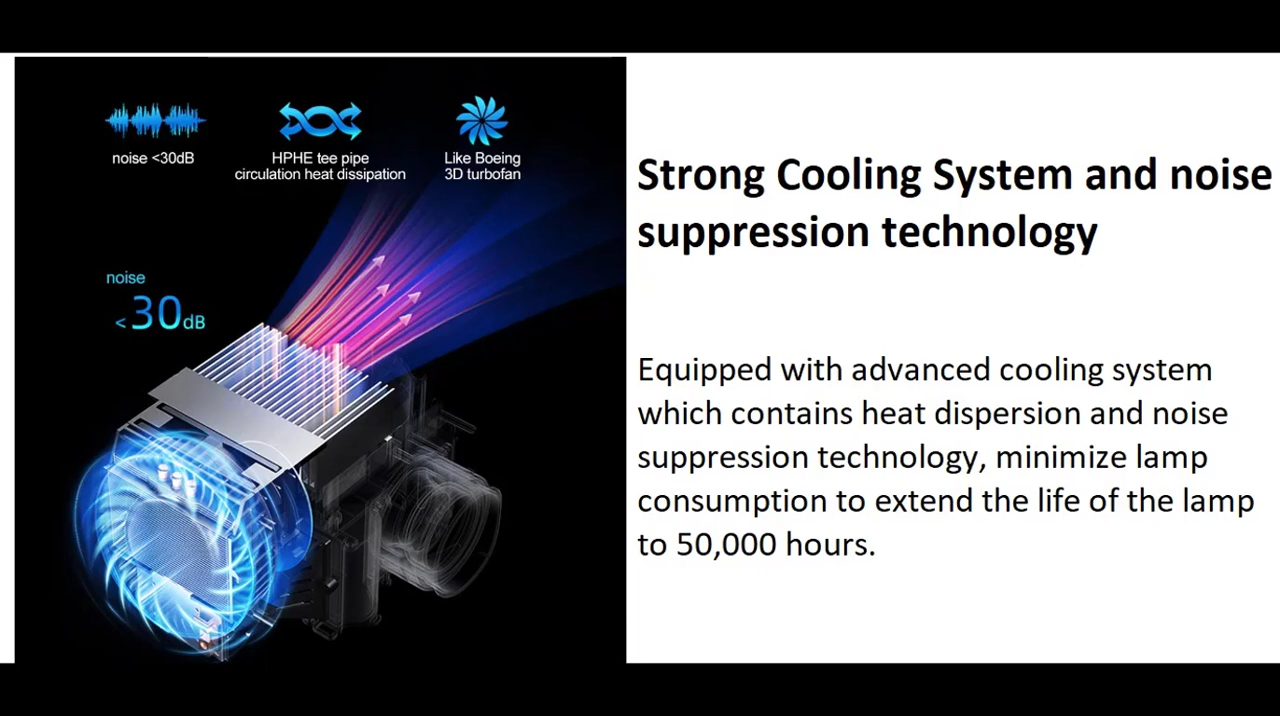 noise <30dB
HPHE tee pipe
circulation heat dissipation
Like Boeing
3D turbofan
noise
<30dB
Strong Cooling System and noise
suppression technology
Equipped with advanced cooling system
which contains heat dispersion and noise
suppression technology, minimize lamp
consumption to extend the life of the lamp
to 50,000 hours.